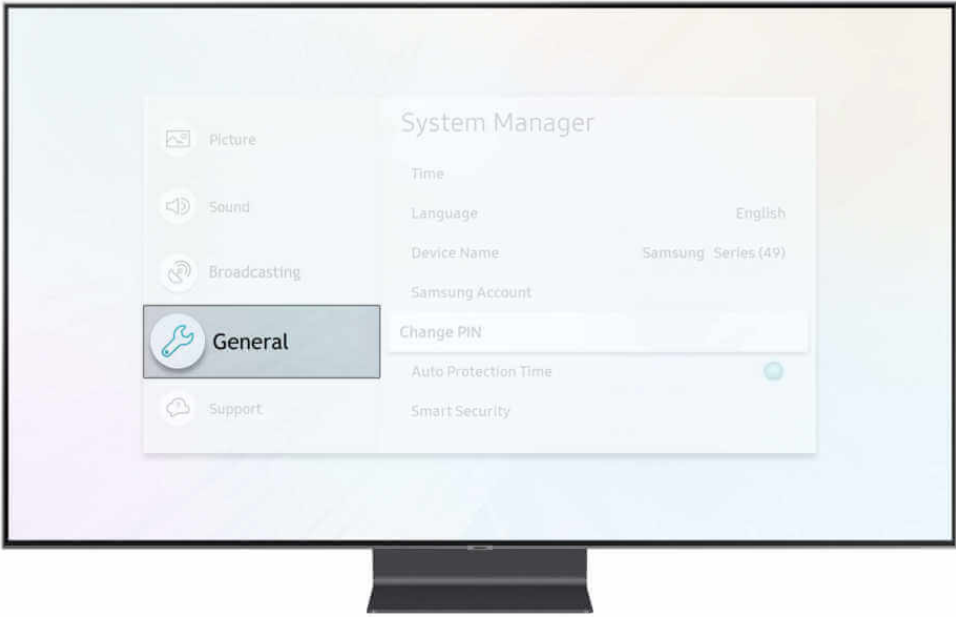 Picture
Sound
Broadcasting
General
Support
System Manager
Time
Language English
Device Name Samsung Series (49)
Samsung Account
Change PIN
Auto Protection Time
Smart Security